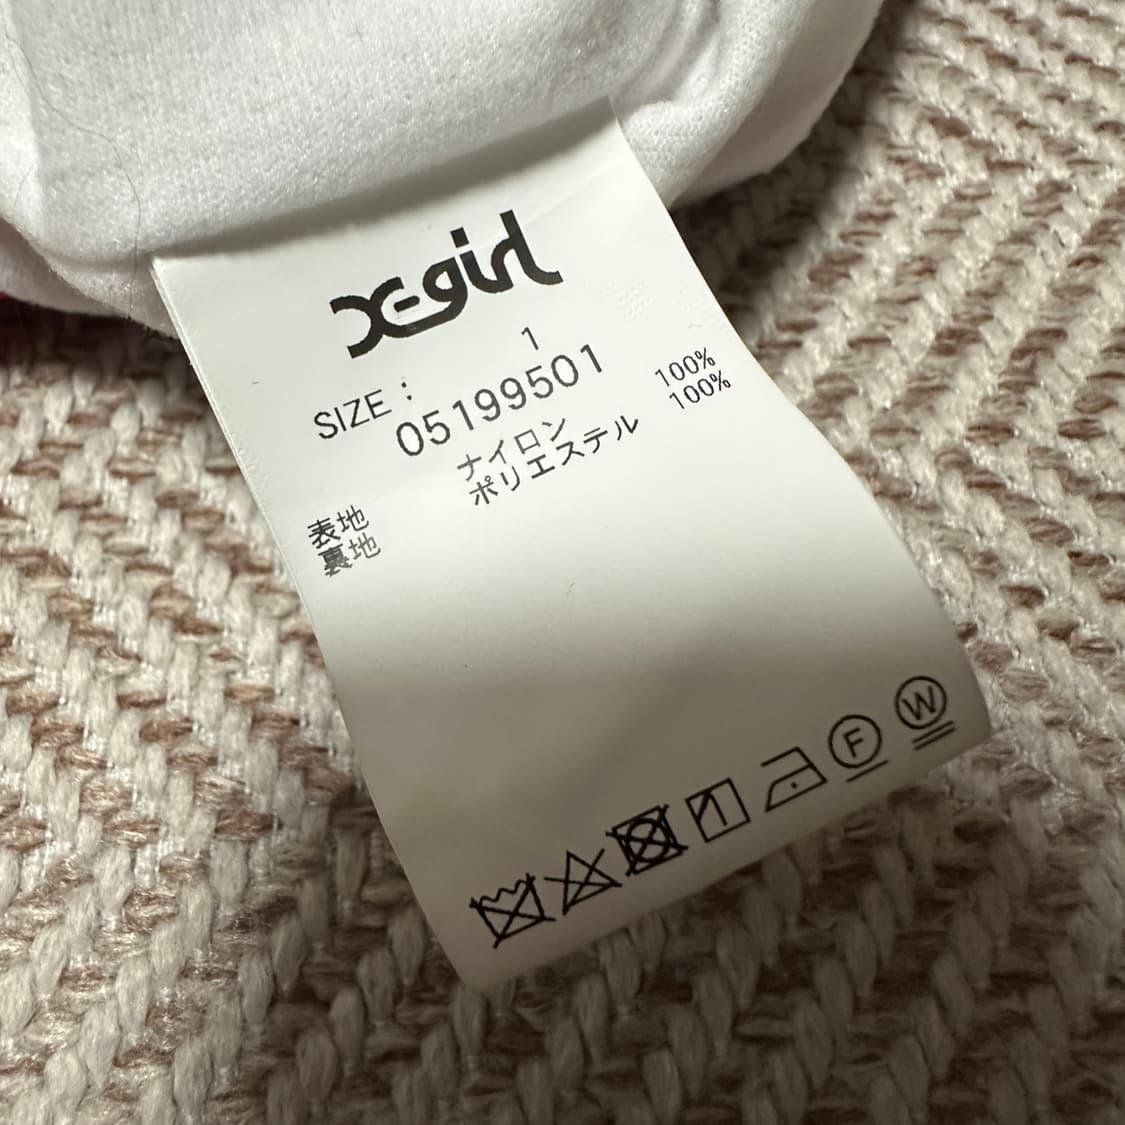 X-girl
SIZE : 1
05199501
表地 ナイロン 100%
裏地 ポリエステル 100%
F
W